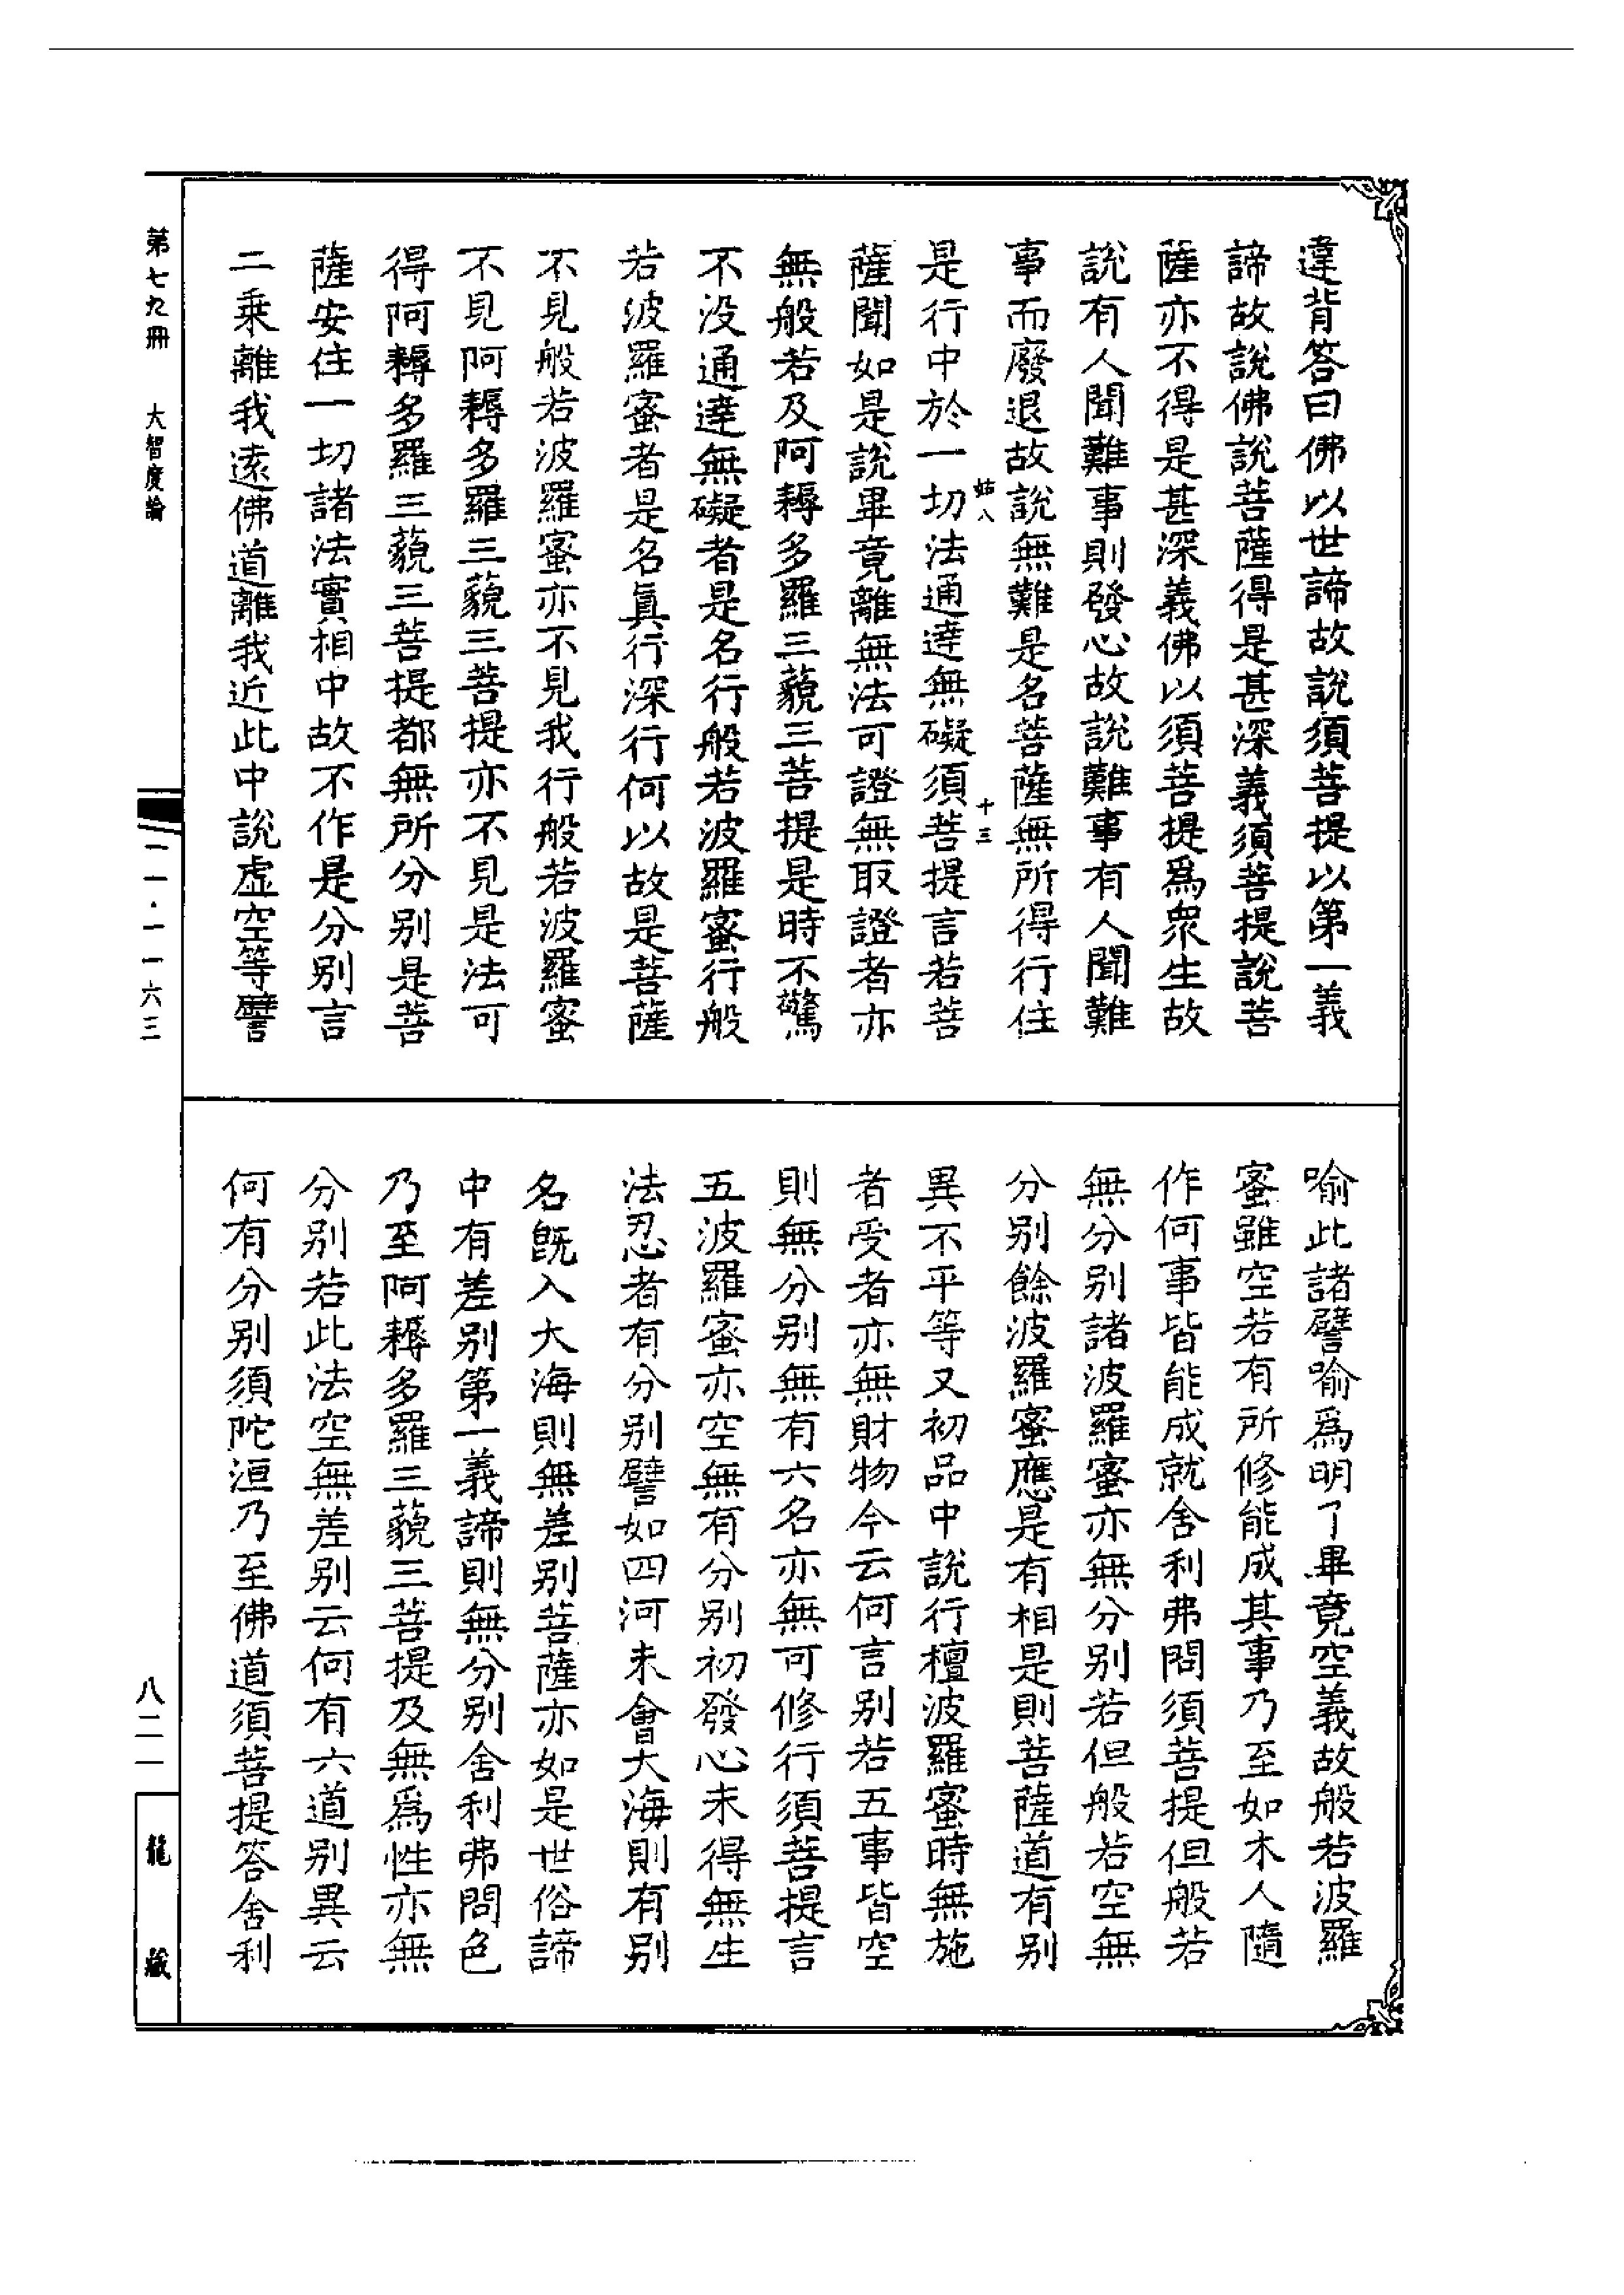 違背答曰佛以世諦故說須菩提以第一義
諦故說佛說菩薩得是甚深義須菩提說菩
薩亦不得是甚深義佛以須菩提爲衆生故
說有人聞難事則發心故說難事有人聞難
事而廢退故說無難是名菩薩無所得行住
姑八
十三
是行中於一切法通達無礙須菩提言若菩
薩聞如是說畢竟離無法可證無取證者亦
無般若及阿耨多羅三藐三菩提是時不驚
不没通達無礙者是名行般若波羅蜜行般
若波羅蜜者是名眞行深行何以故是菩薩
不見般若波羅蜜亦不見我行般若波羅蜜
不見阿耨多羅三藐三菩提亦不見是法可
得阿耨多羅三藐三菩提都無所分别是菩
薩安住一切諸法實相中故不作是分别言
二乘離我遠佛道離我近此中說虚空等譬
喻此諸譬喻爲明了畢竟空義故般若波羅
蜜雖空若有所修能成其事乃至如木人隨
作何事皆能成就舍利弗問須菩提但般若
無分别諸波羅蜜亦無分别若但般若空無
分别餘波羅蜜應是有相是則菩薩道有别
異不平等又初品中說行檀波羅蜜時無施
者受者亦無財物今云何言别若五事皆空
則無分别無有六名亦無可修行須菩提言
五波羅蜜亦空無有分别初發心未得無生
法忍者有分别譬如四河未會大海則有别
名旣入大海則無差别菩薩亦如是世俗諦
中有差别第一義諦則無分别舍利弗問色
乃至阿耨多羅三藐三菩提及無爲性亦無
分别若此法空無差别云何有六道别異云
何有分别須陀洹乃至佛道須菩提答舍利
第七九冊 大智度論
一一·一一六三
八二一
龍藏